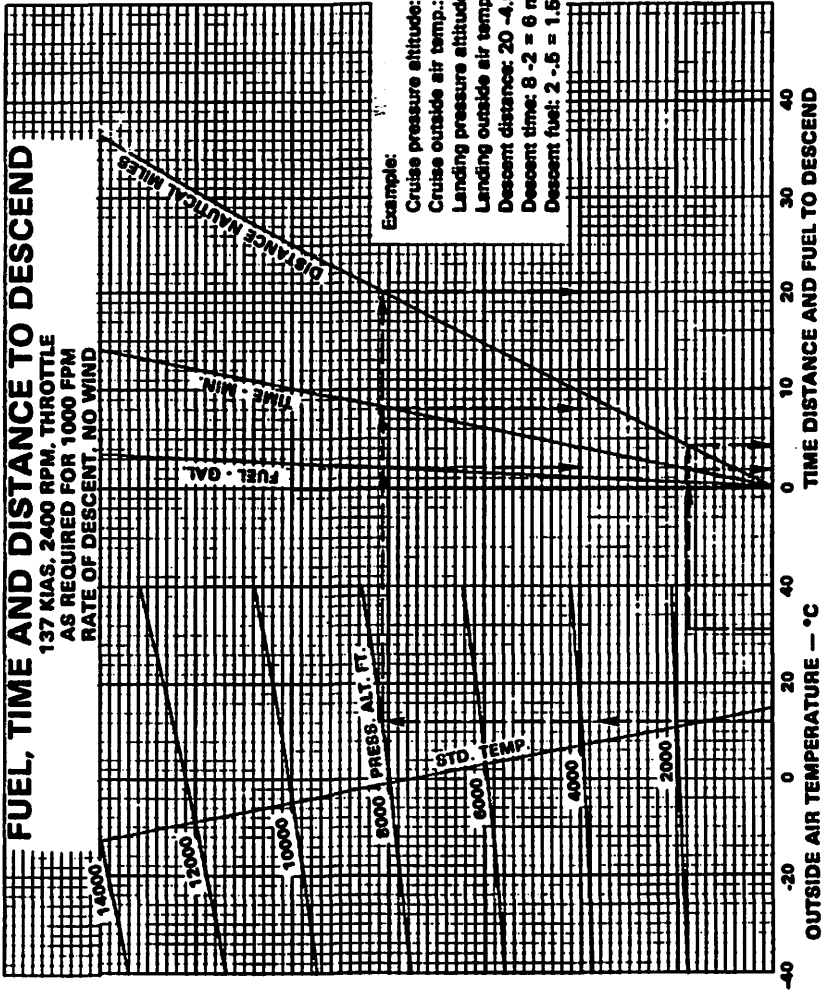 FUEL, TIME AND DISTANCE TO DESCEND
137 KIAS, 2400 RPM, THROTTLE
AS REQUIRED FOR 1000 FPM
RATE OF DESCENT, NO WIND
DISTANCE NAUTICAL MILES
TIME - MIN.
FUEL - GAL
Example:
Cruise pressure altitude:
Cruise outside air temp.:
Landing pressure altitude
Landing outside air temp
Descent distance: 20 -4.
Descent time: 8 -2 = 6 m
Descent fuel: 2 -.5 = 1.5
14000
12000
10000
8000 PRESS. ALT. FT.
6000
4000
2000
STD. TEMP
-40 -20 0 20 40
0 10 20 30 40
OUTSIDE AIR TEMPERATURE — °C
TIME DISTANCE AND FUEL TO DESCEND